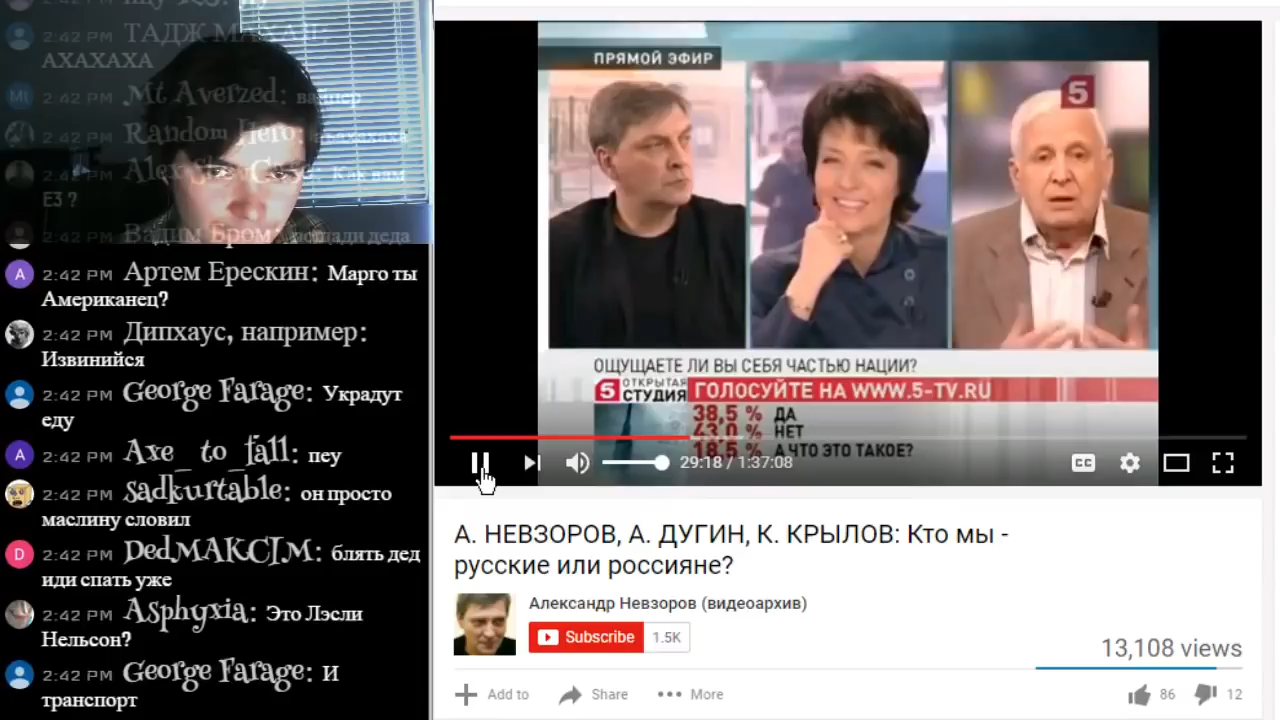 2:42 PM ТАДЖ МАХАЛ:
АХАХАХА
2:42 PM Mt Averzed: вайпер
2:42 PM Random Hero:
2:42 PM Как вам
E3 ?
2:42 PM Вадим Бром: пощади деда
2:42 PM Артем Ерескин: Марго ты
Американец?
2:42 PM Дипхаус, например:
Извинийся
2:42 PM George Farage: Украдут
еду
2:42 PM Axe_to_fall: пеу
2:42 PM sadkurtable: он просто
маслину словил
2:42 PM DedMAKCIM: блять дед
иди спать уже
2:42 PM Asphyxia: Это Лэсли
Нельсон?
2:42 PM George Farage: И
транспорт
ПРЯМОЙ ЭФИР
5
ОЩУЩАЕТЕ ЛИ ВЫ СЕБЯ ЧАСТЬЮ НАЦИИ?
5 ОТКРЫТАЯ СТУДИЯ ГОЛОСУЙТЕ НА WWW.5-TV.RU
38,5 % ДА
43,0 % НЕТ
18,5 % А ЧТО ЭТО ТАКОЕ?
29:18 / 1:37:08
CC
А. НЕВЗОРОВ, А. ДУГИН, К. КРЫЛОВ: Кто мы -
русские или россияне?
Александр Невзоров (видеоархив)
Subscribe 1.5K
13,108 views
Add to Share More 86 12